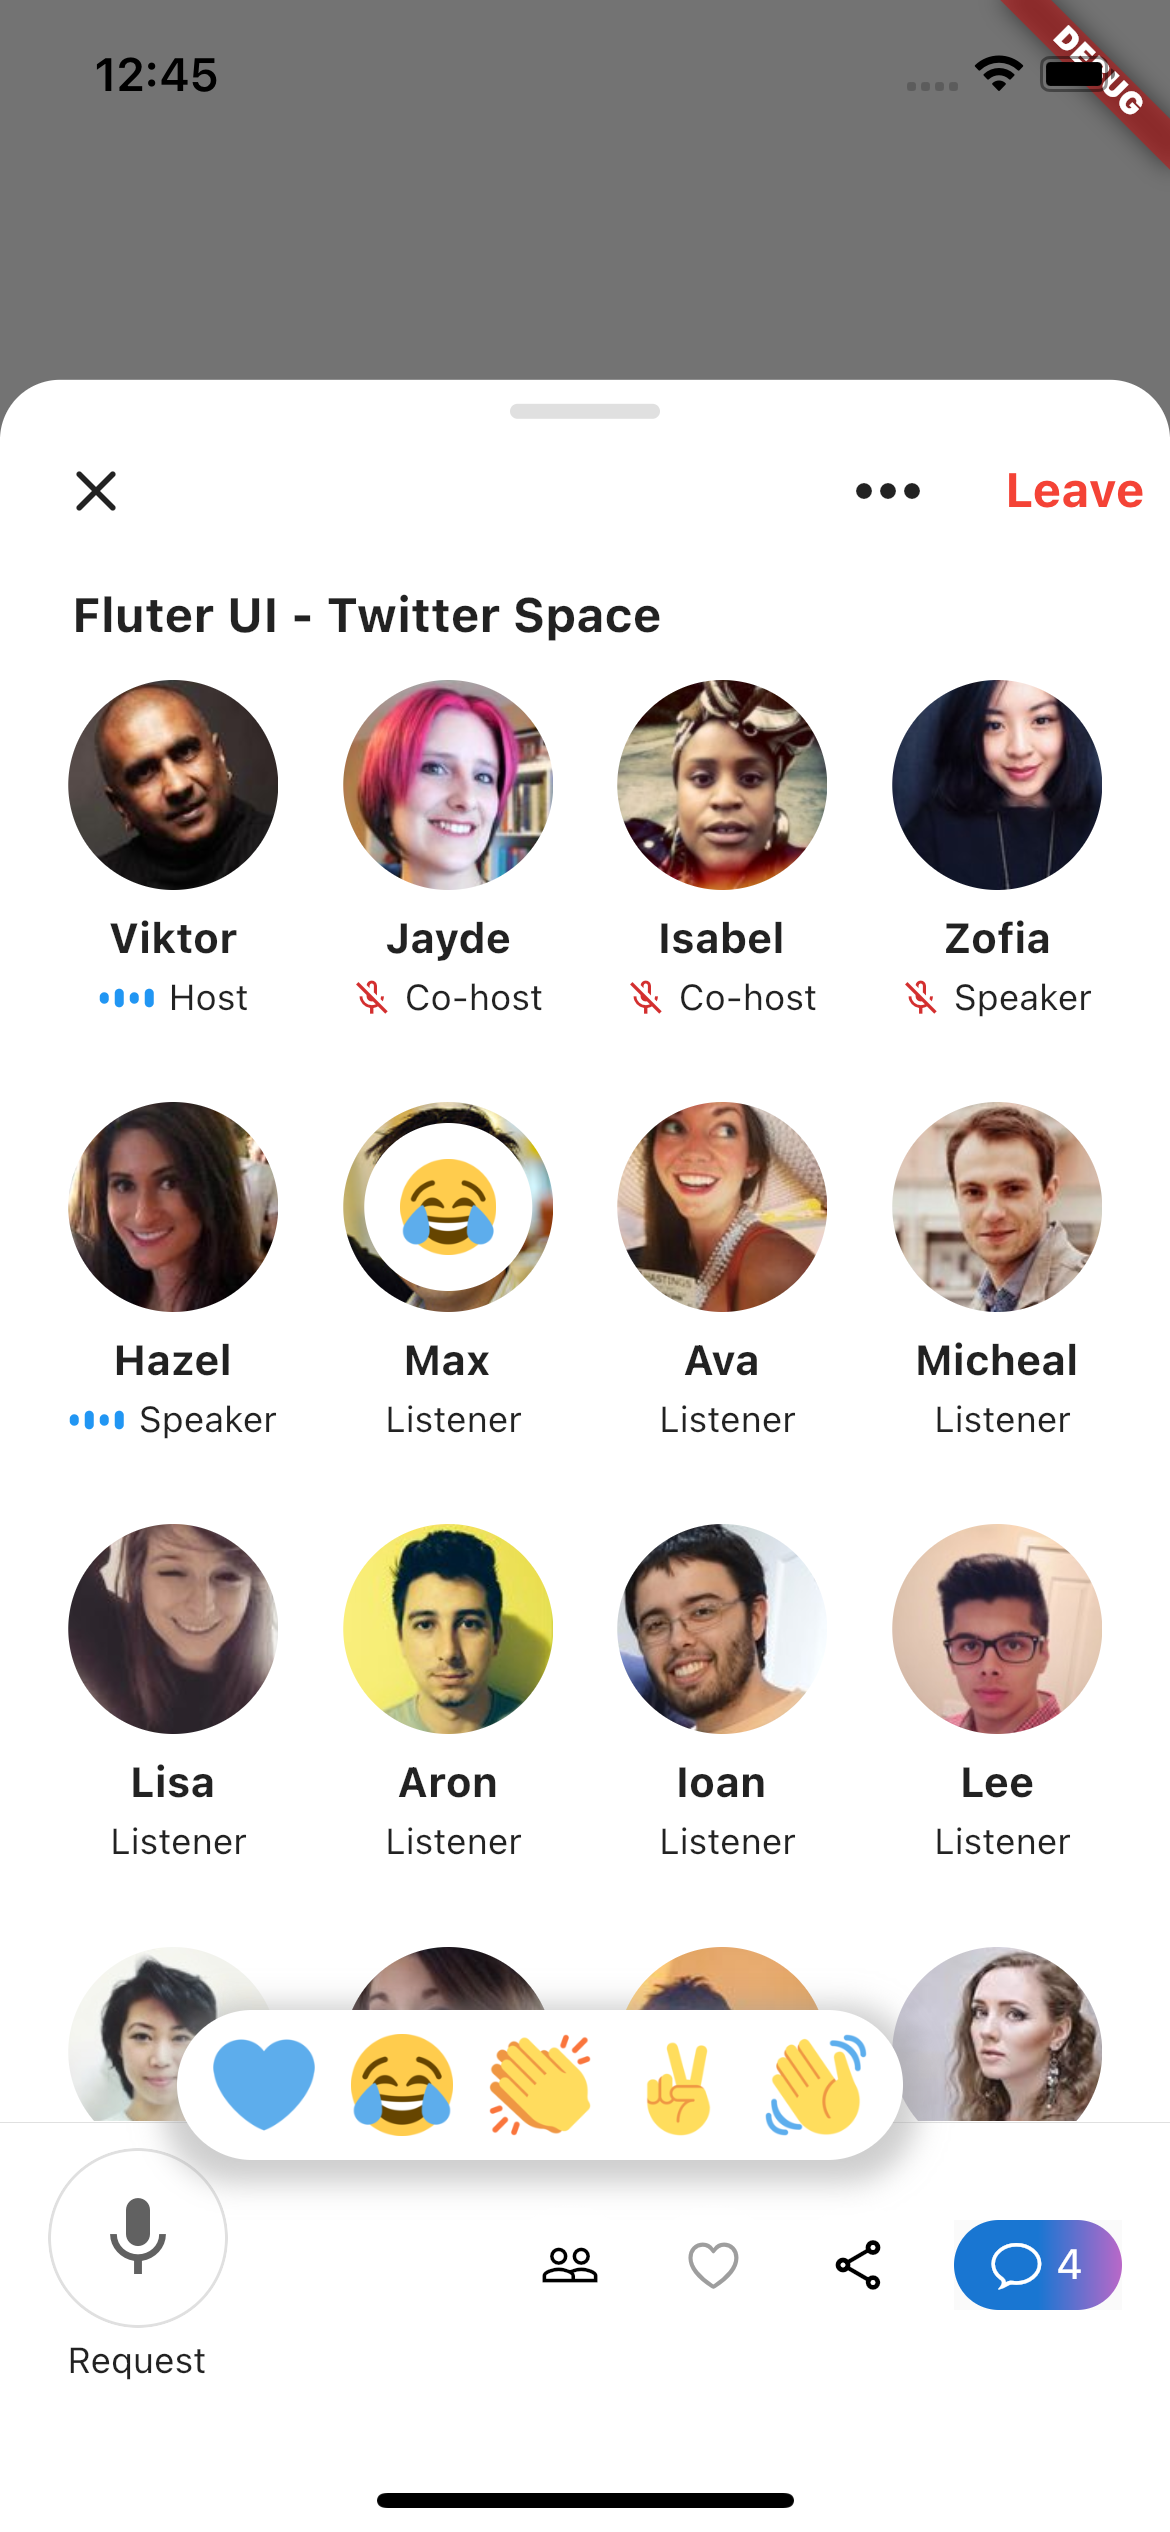 12:45
DEBUG
Leave
Fluter UI - Twitter Space
Viktor
Jayde
Isabel
Zofia
Host
Co-host
Co-host
Speaker
Hazel
Max
Ava
Micheal
Speaker
Listener
Listener
Listener
Lisa
Aron
Ioan
Lee
Listener
Listener
Listener
Listener
4
Request